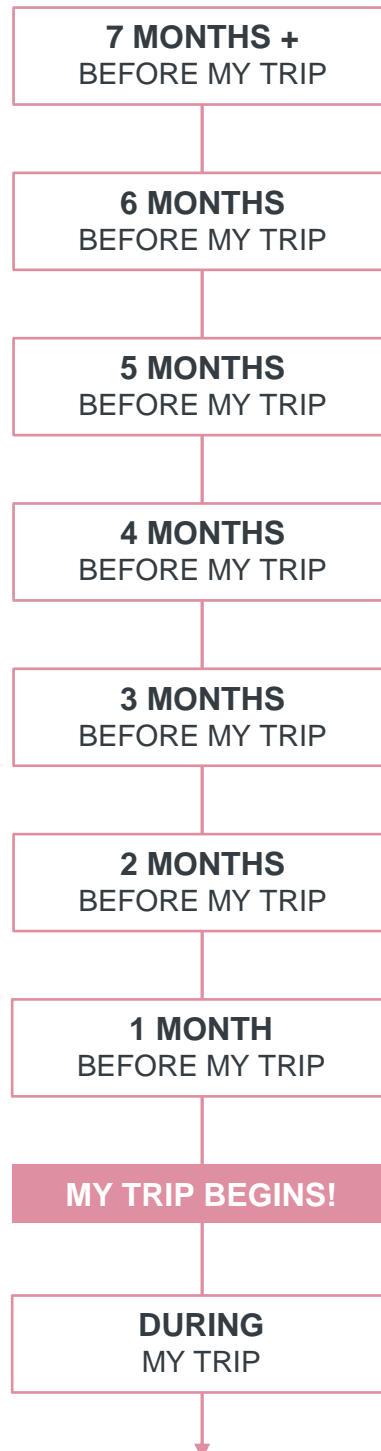 7 MONTHS +
BEFORE MY TRIP
6 MONTHS
BEFORE MY TRIP
5 MONTHS
BEFORE MY TRIP
4 MONTHS
BEFORE MY TRIP
3 MONTHS
BEFORE MY TRIP
2 MONTHS
BEFORE MY TRIP
1 MONTH
BEFORE MY TRIP
MY TRIP BEGINS!
DURING
MY TRIP